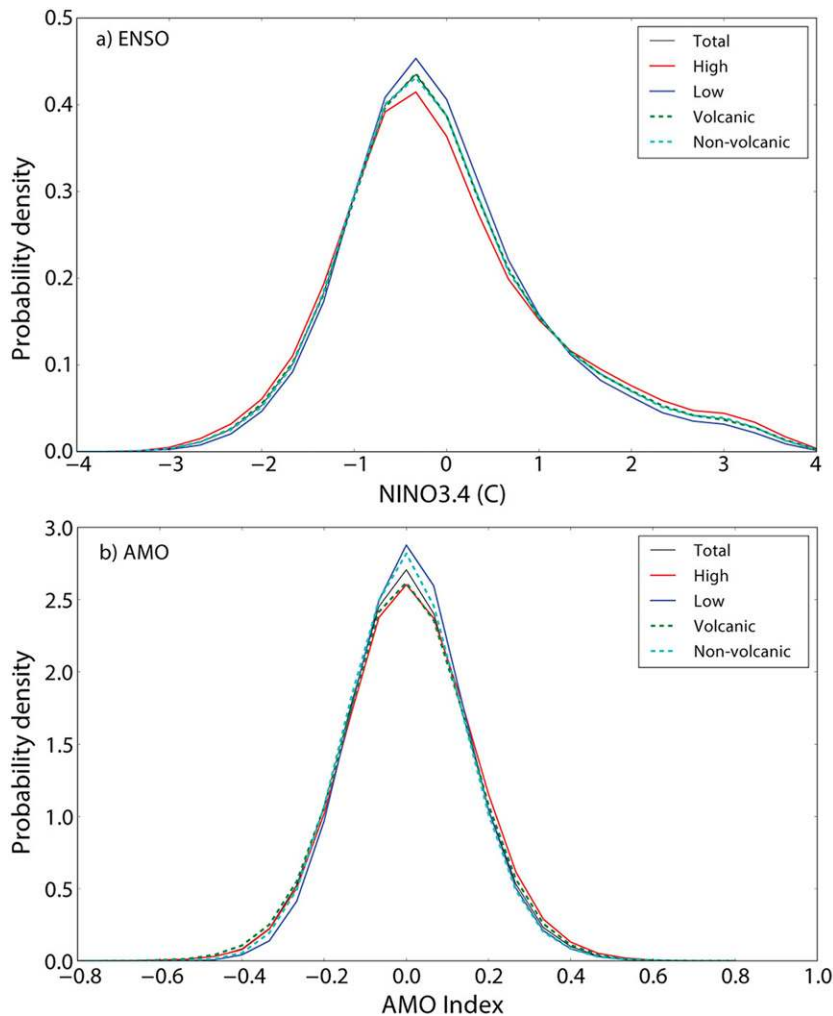 a) ENSO
Total
High
Low
Volcanic
Non-volcanic
Probability density
0.5
0.4
0.3
0.2
0.1
0.0
−4 −3 −2 −1 0 1 2 3 4
NINO3.4 (C)
b) AMO
Total
High
Low
Volcanic
Non-volcanic
Probability density
3.0
2.5
2.0
1.5
1.0
0.5
0.0
−0.8 −0.6 −0.4 −0.2 0.0 0.2 0.4 0.6 0.8 1.0
AMO Index